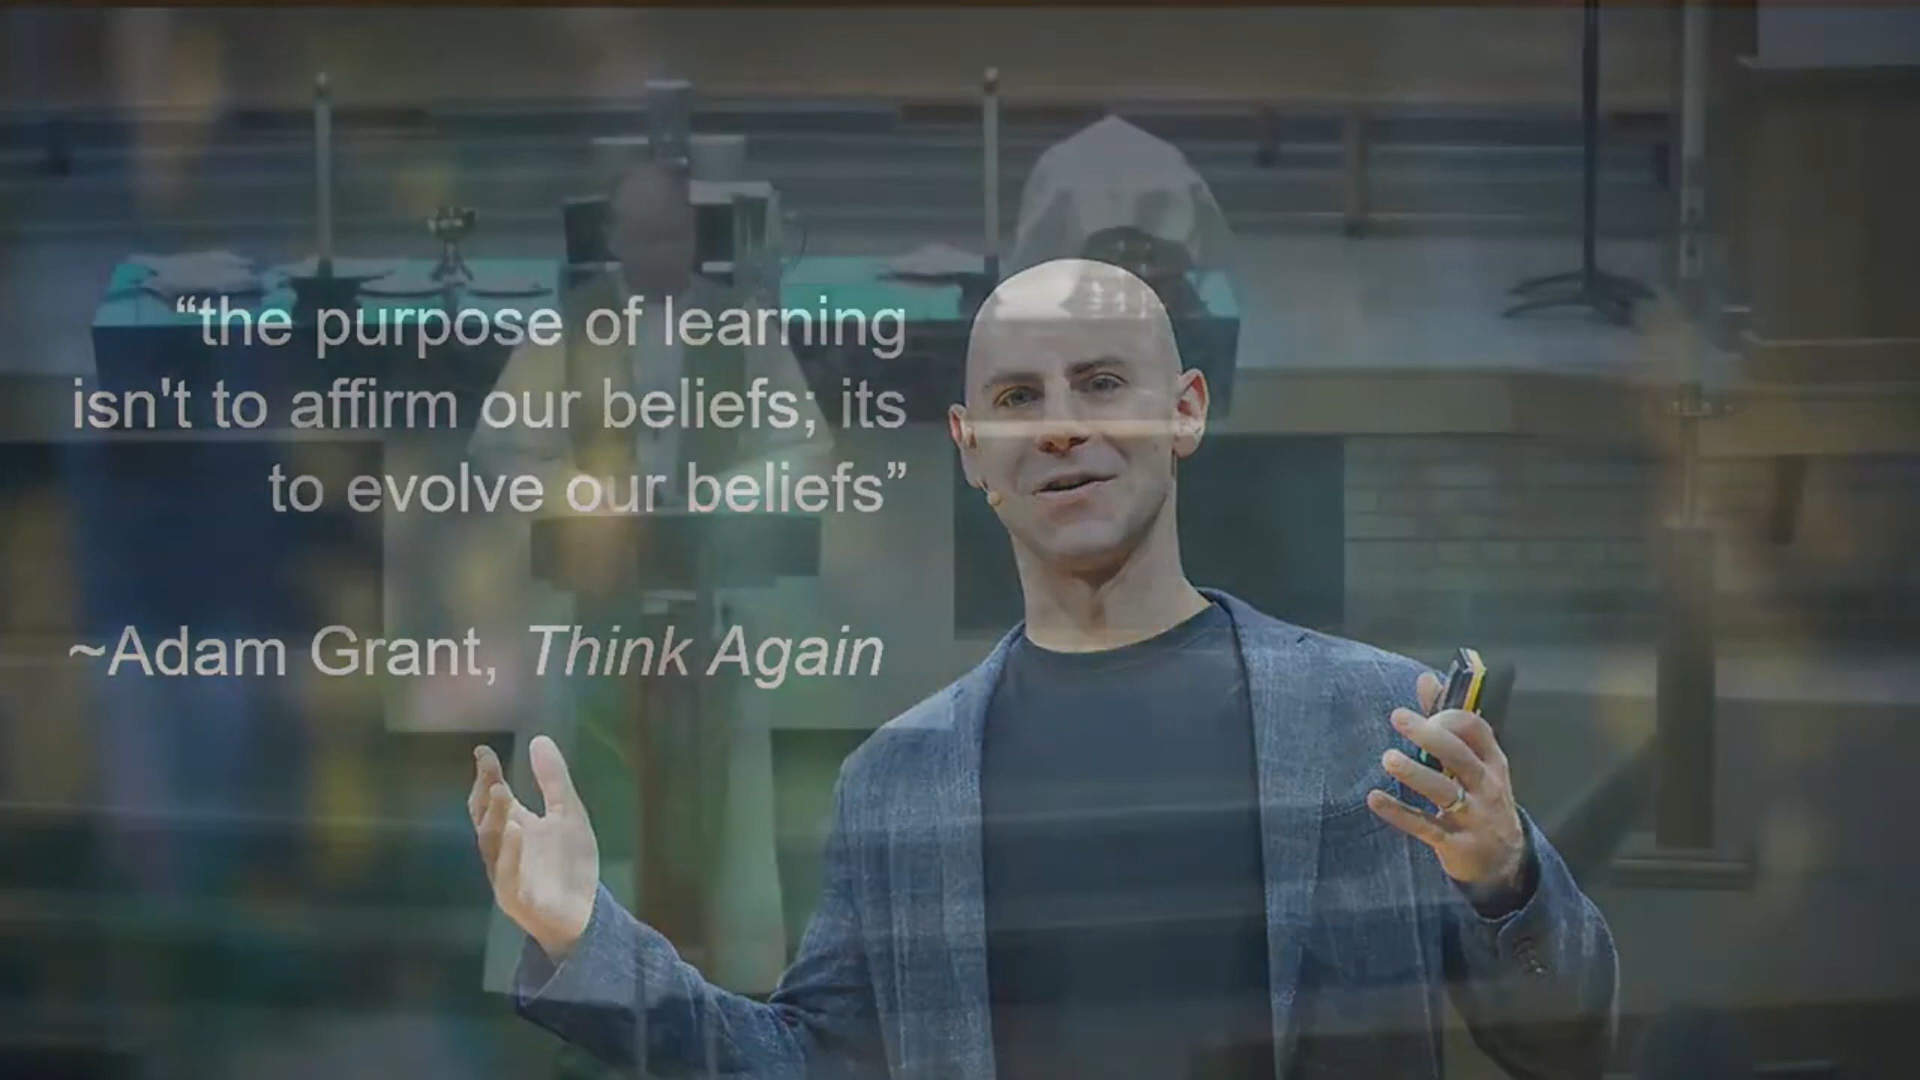 “the purpose of learning
isn't to affirm our beliefs; its
to evolve our beliefs”
~Adam Grant, Think Again